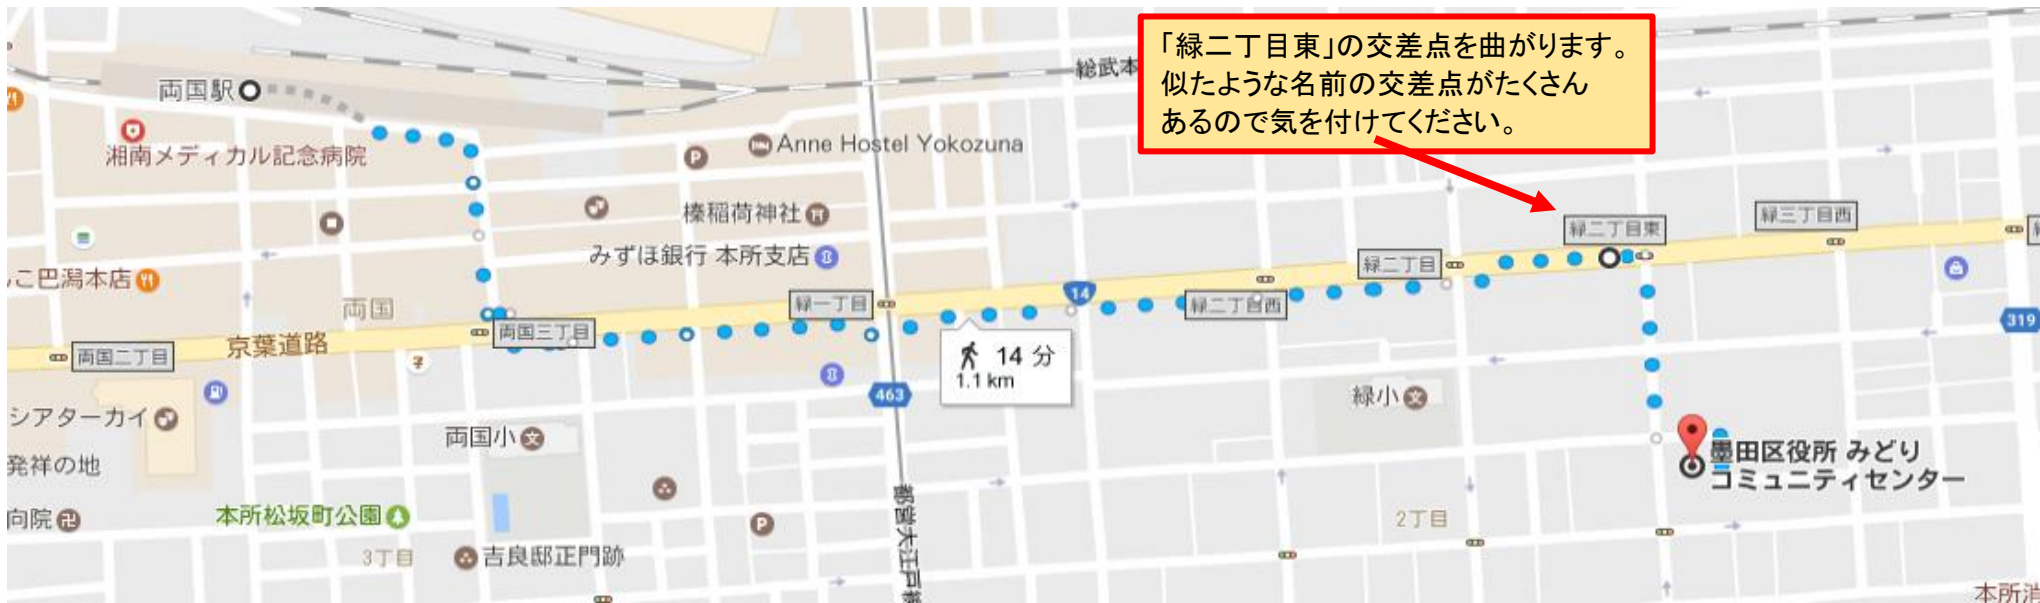 「緑二丁目東」の交差点を曲がります。
似たような名前の交差点がたくさん
あるので気を付けてください。
総武本
両国駅
湘南メディカル記念病院
Anne Hostel Yokozuna
榛稲荷神社
みずほ銀行 本所支店
緑二丁目東
緑三丁目西
緑二丁目
こ巴潟本店
両国
緑一丁目
14
緑二丁目西
319
両国三丁目
京葉道路
両国二丁目
14 分
1.1 km
463
シアターカイ
緑小
両国小
発祥の地
墨田区役所 みどり
コミュニティセンター
向院
本所松坂町公園
都営大江戸線
2丁目
3丁目
吉良邸正門跡
本所消